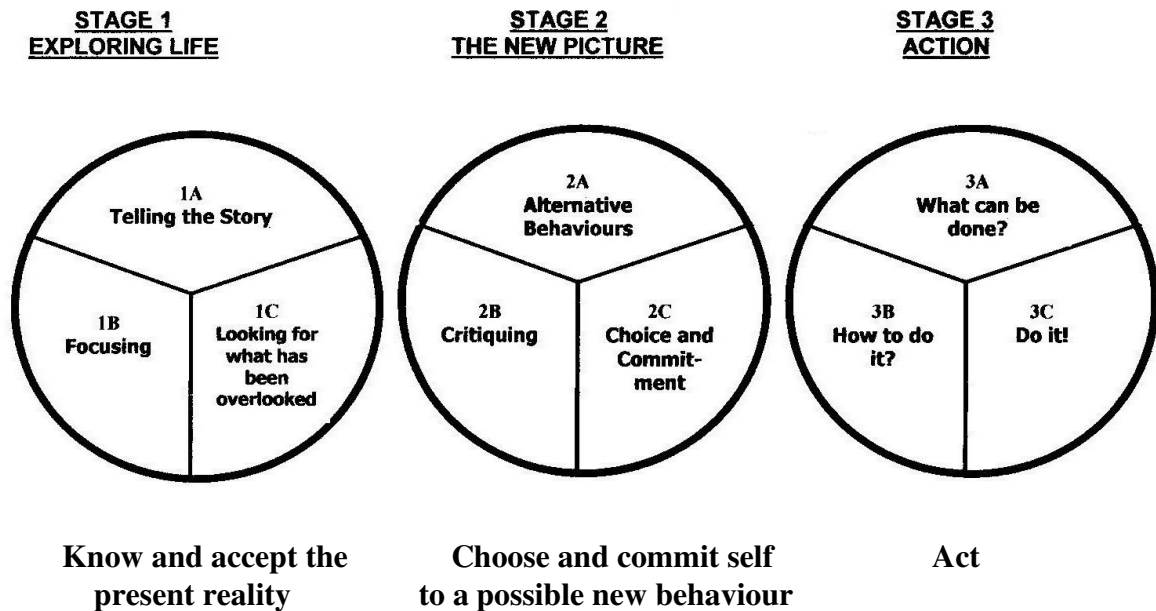 STAGE 1
EXPLORING LIFE
STAGE 2
THE NEW PICTURE
STAGE 3
ACTION
1A
Telling the Story
1B
Focusing
1C
Looking for
what has
been
overlooked
2A
Alternative
Behaviours
2B
Critiquing
2C
Choice and
Commit-
ment
3A
What can be
done?
3B
How to do
it?
3C
Do it!
Know and accept the
present reality
Choose and commit self
to a possible new behaviour
Act